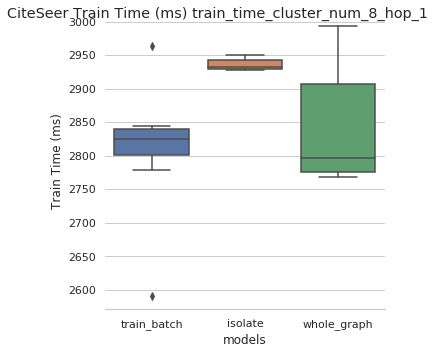 CiteSeer Train Time (ms) train_time_cluster_num_8_hop_1
3000
2950
2900
2850
2800
2750
2700
2650
2600
Train Time (ms)
train_batch isolate whole_graph
models